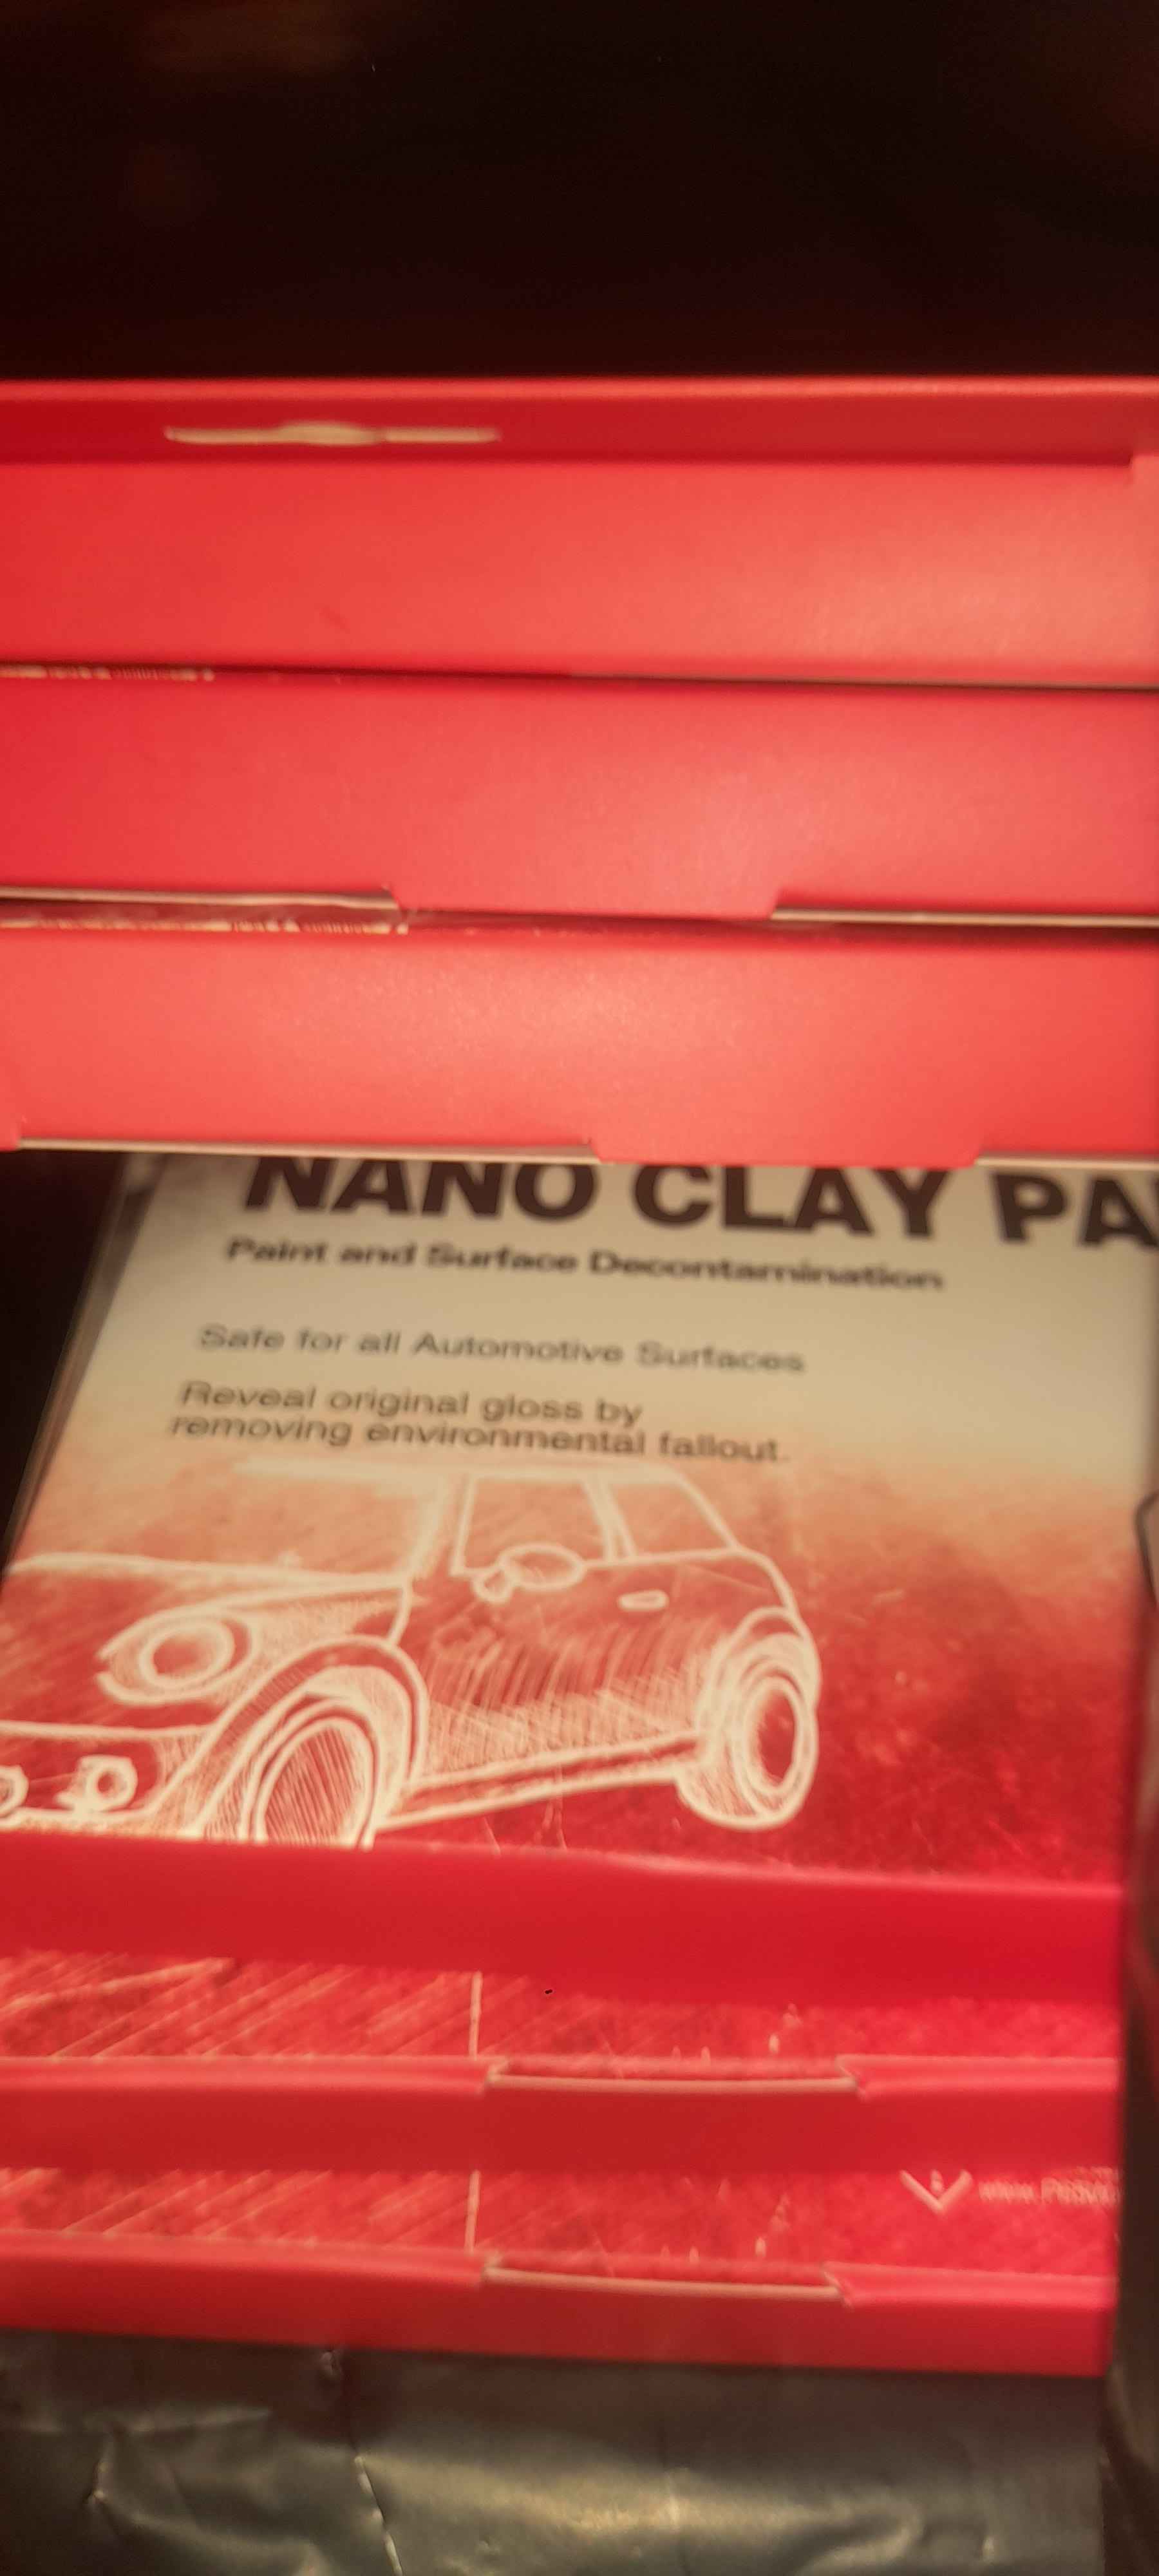 NANO CLAY PA
Paint and Surface Decontamination
Safe for all Automotive Surfaces
Reveal original gloss by
removing environmental fallout.